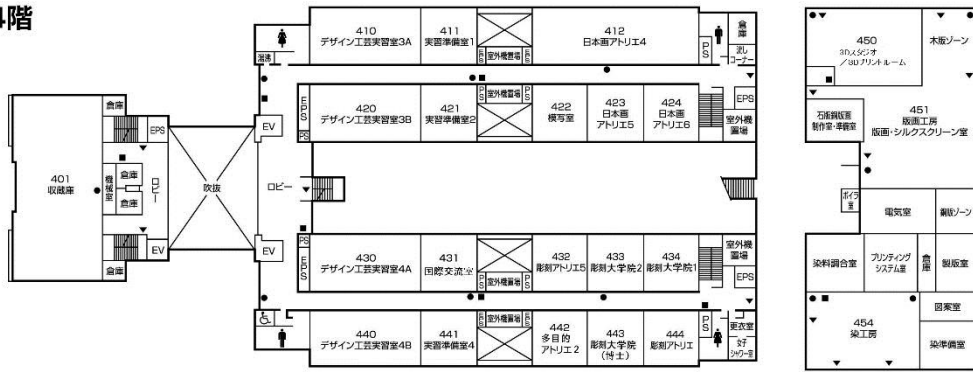 階
410
デザイン工芸実習室3A
411
実習準備室1
室外機置場
412
日本画アトリエ4
PS
倉庫
流し
コーナー
湯沸
EPS
PS
420
デザイン工芸実習室3B
421
実習準備室2
PS
室外機置場
PS
422
模写室
423
日本画
アトリエ5
424
日本画
アトリエ6
EPS
室外機
置場
倉庫
EPS
401
収蔵庫
機械室
倉庫
倉庫
ロビー
EV
倉庫
吹抜
EV
ロビー
EV
PS
EPS
430
デザイン工芸実習室4A
431
国際交流室
PS
室外機置場
PS
432
彫刻アトリエ5
433
彫刻大学院2
434
彫刻大学院1
室外機
置場
EPS
440
デザイン工芸実習室4B
441
実習準備室4
室外機置場
442
多目的
アトリエ2
443
彫刻大学院
(博士)
444
彫刻アトリエ
PS
更衣室
女子
シャワー室
450
3Dスタジオ
/3Dプリントルーム
木版ゾーン
石版銅版画
制作室・準備室
451
版画工房
版画・シルクスクリーン室
ボイラ
室
電気室
銅版ゾーン
染料調合室
プリンティング
システム室
倉庫
製版室
454
染工房
図案室
染準備室